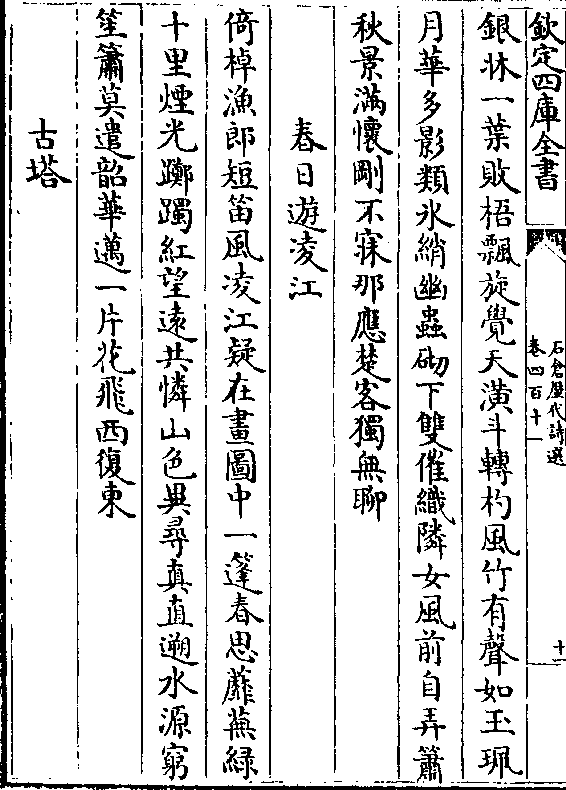 欽定四庫全書
石倉歷代詩選
卷四百十一
十一
銀牀一葉敗梧飄旋覺天潢斗轉杓風竹有聲如玉珮
月華多影類氷綃幽蟲砌下雙催織隣女風前自弄簫
秋景滿懷剛不寐那應楚客獨無聊
春日遊凌江
倚棹漁郎短笛風凌江疑在畫圖中一篷春思蘼蕪緑
十里煙光躑躅紅望逺共憐山色異尋真直遡水源窮
笙簫莫遣韶華邁一片花飛西復東
古塔